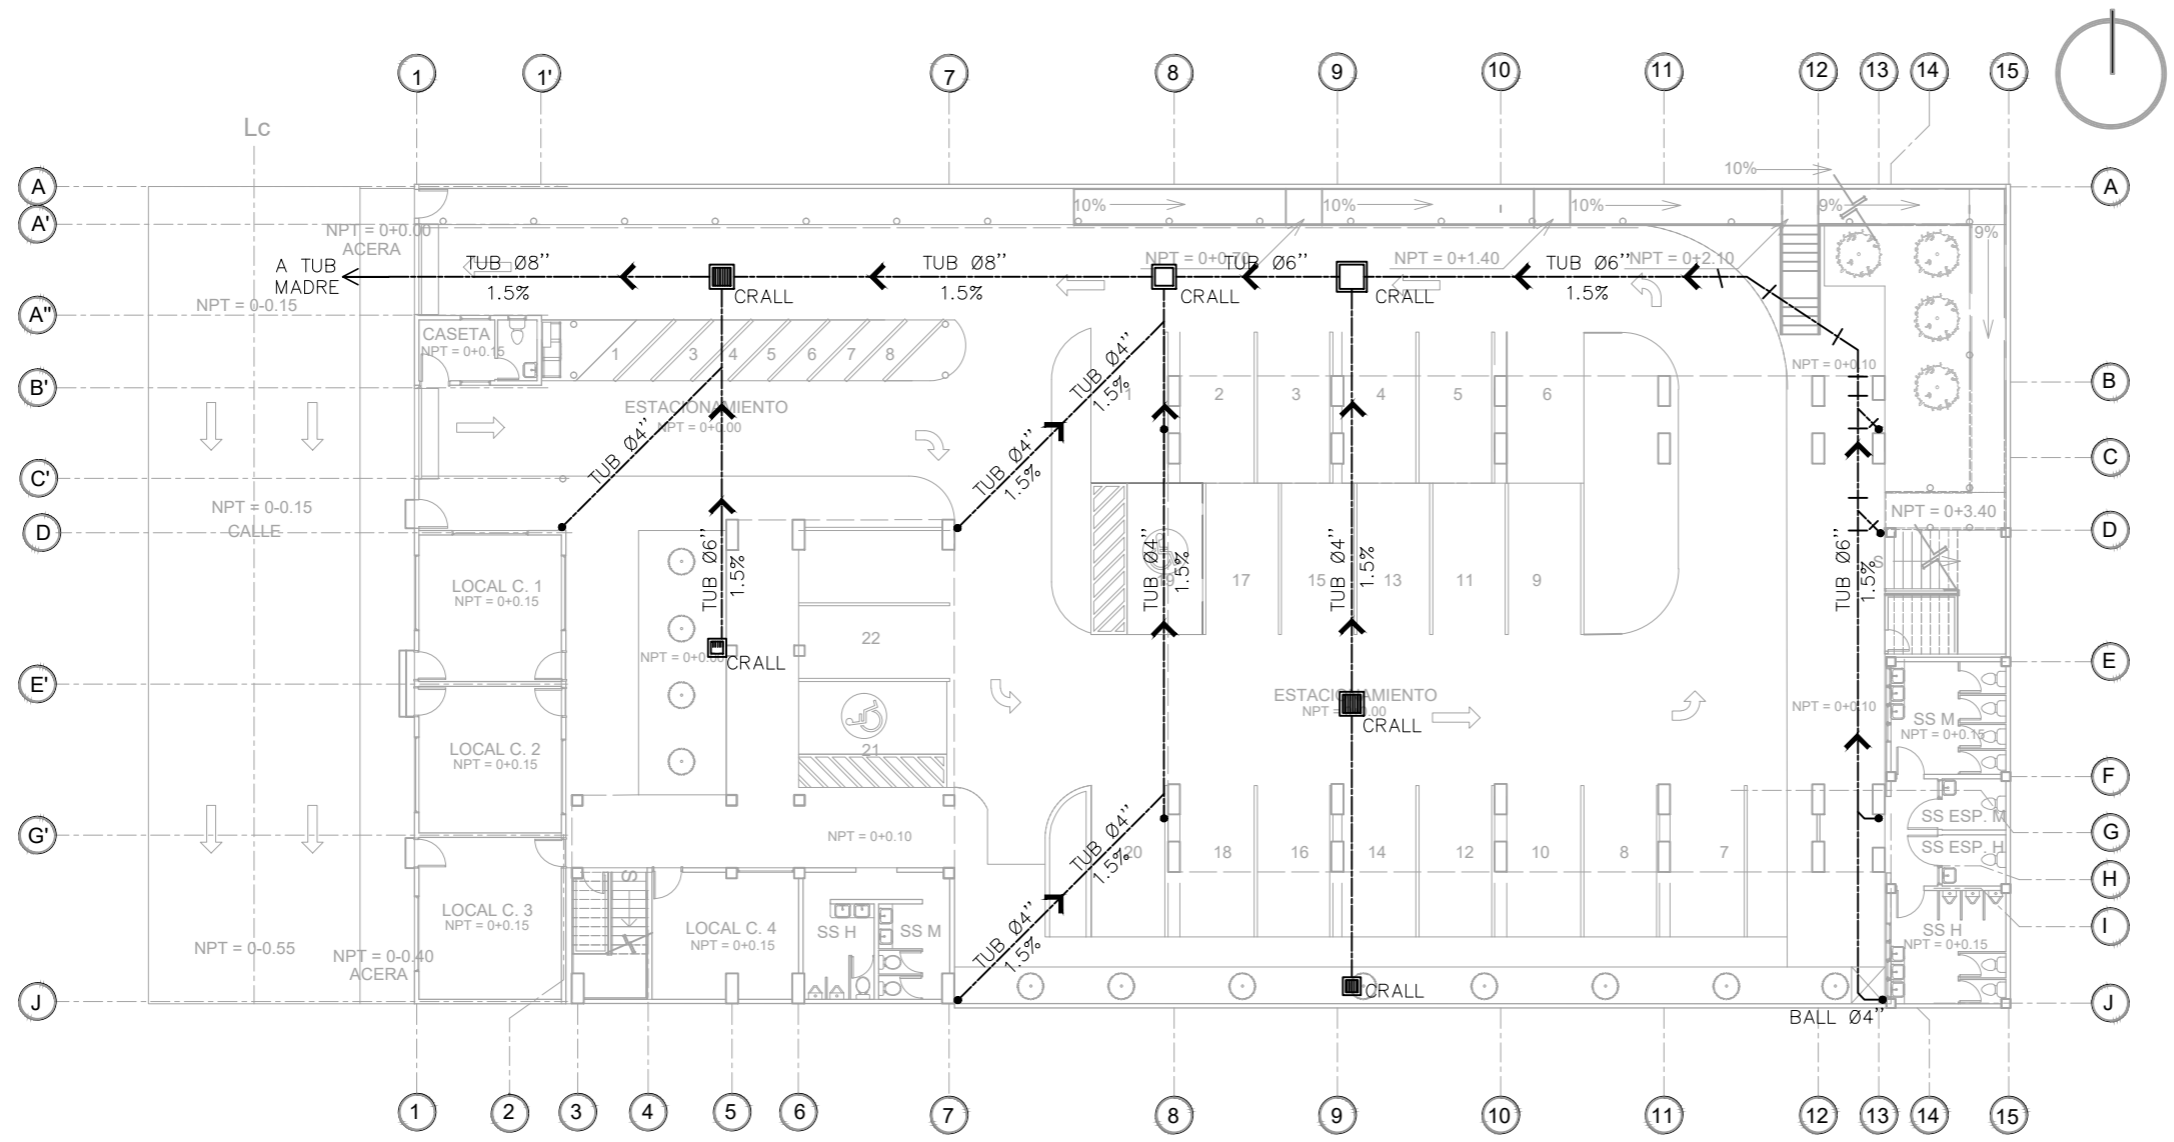 1 1' 7 8 9 10 11 12 13 14 15
Lc
10%
A A
10% 10% 10% 9%
A'
NPT = 0+0.00
ACERA
9%
NPT = 0+1.40
NPT = 0+2.10
A TUB
MADRE
TUB Ø8”
1.5%
TUB Ø8”
1.5%
TUB Ø6”
TUB Ø6”
1.5%
CRALL CRALL CRALL
NPT = 0-0.15
A"
CASETA
NPT = 0+0.15
1 3 4 5 6 7 8
NPT = 0+0.10
B' B
TUB Ø4”
1.5%
1 2 3 4 5 6
ESTACIONAMIENTO
NPT = 0+0.00
TUB Ø4”
C' C
TUB Ø4”
1.5%
NPT = 0-0.15
CALLE
NPT = 0+3.40
D D
TUB Ø6”
1.5%
TUB Ø4”
1.5%
TUB Ø4”
1.5%
TUB Ø6”
1.5%
S
LOCAL C. 1
NPT = 0+0.15
19 17 15 13 11 9
22
CRALL
E' E
ESTACIONAMIENTO
CRALL
NPT = 0+0.10
SS M
NPT = 0+0.15
LOCAL C. 2
NPT = 0+0.15
21
F
G' G
NPT = 0+0.10
SS ESP. M
SS ESP. H
TUB Ø4”
1.5%
20 18 16 14 12 10 8 7
H
S
LOCAL C. 3
NPT = 0+0.15
LOCAL C. 4
NPT = 0+0.15
SS H SS M
TUB Ø4”
1.5%
I
SS H
NPT = 0+0.15
NPT = 0-0.55
NPT = 0-0.40
ACERA
CRALL
J J
BALL Ø4”
1 2 3 4 5 6 7 8 9 10 11 12 13 14 15